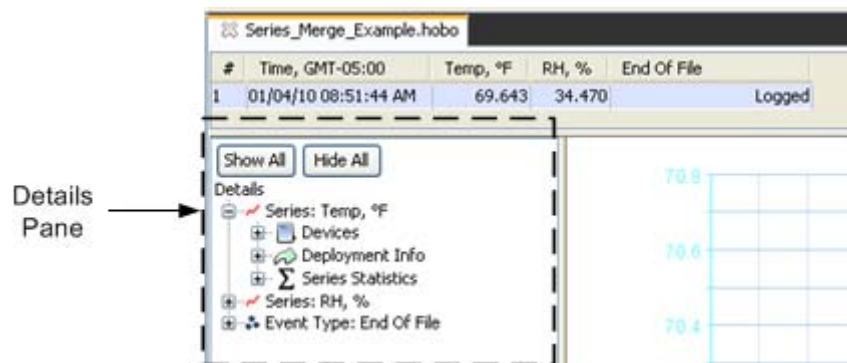 Series_Merge_Example.hobo
# Time, GMT-05:00 Temp, °F RH, % End Of File
1 01/04/10 08:51:44 AM 69.643 34.470 Logged
Show All Hide All
Details
Series: Temp, °F
Devices
Deployment Info
Series Statistics
Series: RH, %
Event Type: End Of File
Details
Pane
70.8
70.6
70.4